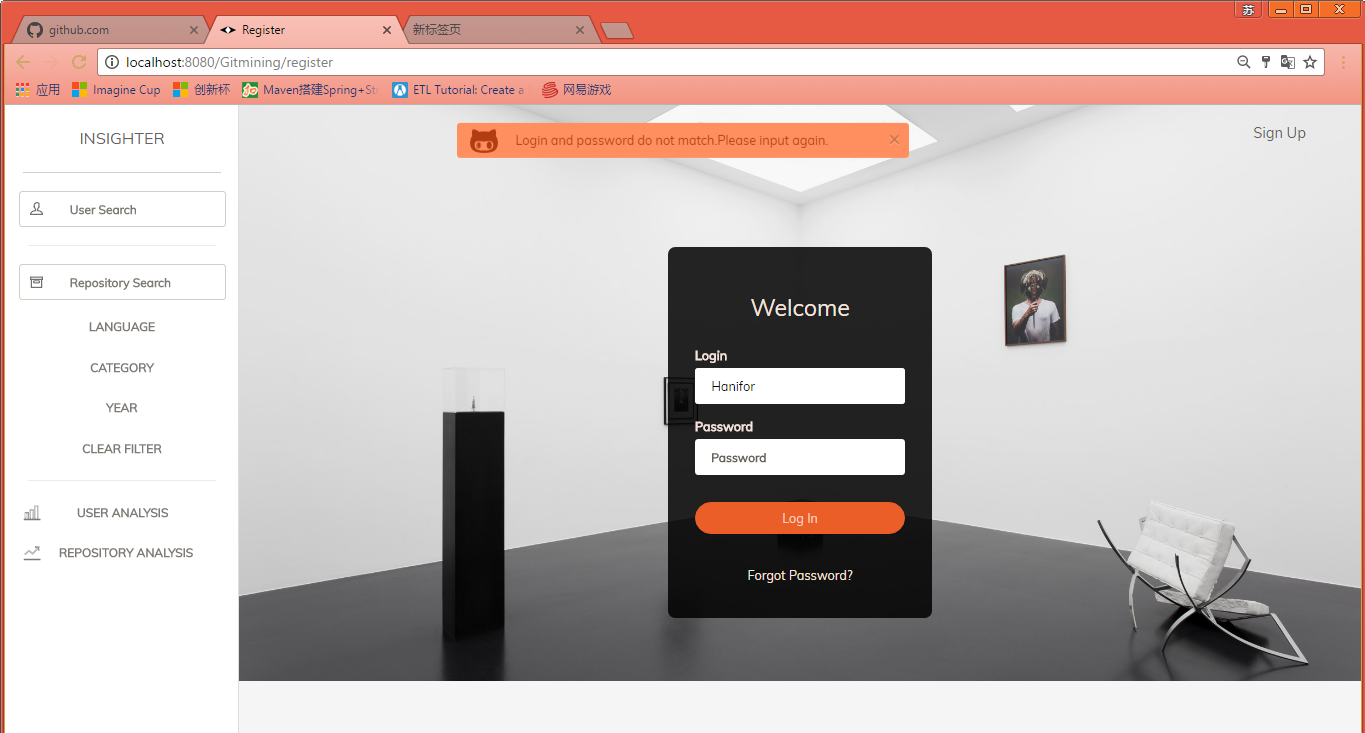 苏
github.com
Register
新标签页
localhost:8080/Gitmining/register
应用
Imagine Cup
创新杯
Maven搭建Spring+St
ETL Tutorial: Create a
网易游戏
INSIGHTER
User Search
Repository Search
LANGUAGE
CATEGORY
YEAR
CLEAR FILTER
USER ANALYSIS
REPOSITORY ANALYSIS
Login and password do not match.Please input again.
Sign Up
Welcome
Login
Hanifor
Password
Password
Log In
Forgot Password?